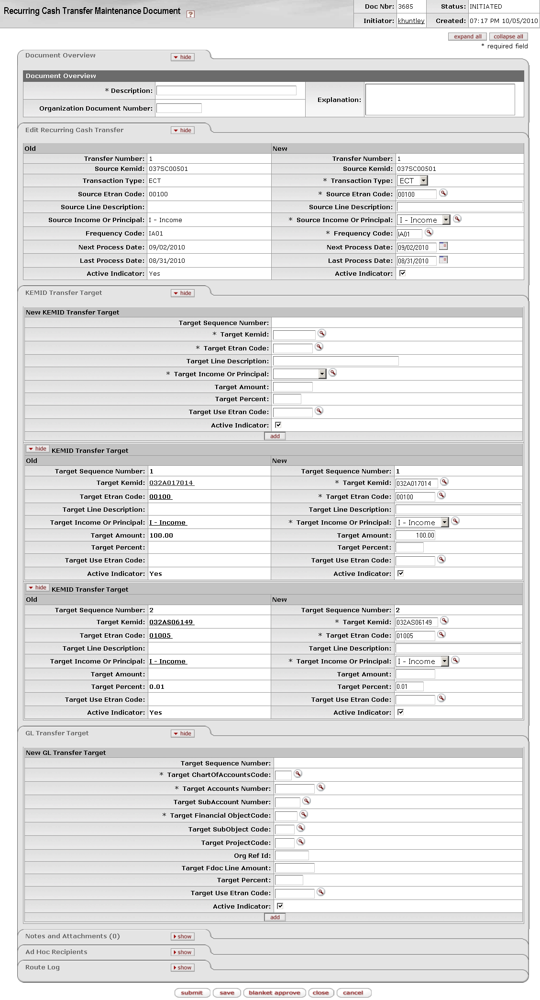 Recurring Cash Transfer Maintenance Document ?
Doc Nbr: 3685 Status: INITIATED
Initiator: khuntley Created: 07:17 PM 10/05/2010
expand all collapse all
* required field
Document Overview hide
Document Overview
* Description: Explanation:
Organization Document Number:
Edit Recurring Cash Transfer hide
Old New
Transfer Number: 1 Transfer Number: 1
Source Kemid: 037SC00501 Source Kemid: 037SC00501
Transaction Type: ECT * Transaction Type: ECT
Source Etran Code: 00100 * Source Etran Code: 00100
Source Line Description: Source Line Description:
Source Income Or Principal: I - Income * Source Income Or Principal: I - Income
Frequency Code: IA01 * Frequency Code: IA01
Next Process Date: 09/02/2010 Next Process Date: 09/02/2010
Last Process Date: 08/31/2010 Last Process Date: 08/31/2010
Active Indicator: Yes Active Indicator:
KEMID Transfer Target hide
New KEMID Transfer Target
Target Sequence Number:
* Target Kemid:
* Target Etran Code:
Target Line Description:
* Target Income Or Principal:
Target Amount:
Target Percent:
Target Use Etran Code:
Active Indicator:
add
hide KEMID Transfer Target
Old New
Target Sequence Number: 1 Target Sequence Number: 1
Target Kemid: 032A017014 * Target Kemid: 032A017014
Target Etran Code: 00100 * Target Etran Code: 00100
Target Line Description: Target Line Description:
Target Income Or Principal: I - Income * Target Income Or Principal: I - Income
Target Amount: 100.00 Target Amount: 100.00
Target Percent: Target Percent:
Target Use Etran Code: Target Use Etran Code:
Active Indicator: Yes Active Indicator:
hide KEMID Transfer Target
Old New
Target Sequence Number: 2 Target Sequence Number: 2
Target Kemid: 032AS06149 * Target Kemid: 032AS06149
Target Etran Code: 01005 * Target Etran Code: 01005
Target Line Description: Target Line Description:
Target Income Or Principal: I - Income * Target Income Or Principal: I - Income
Target Amount: Target Amount:
Target Percent: 0.01 Target Percent: 0.01
Target Use Etran Code: Target Use Etran Code:
Active Indicator: Yes Active Indicator:
GL Transfer Target hide
New GL Transfer Target
Target Sequence Number:
* Target ChartOfAccountsCode:
* Target Accounts Number:
Target SubAccount Number:
* Target Financial ObjectCode:
Target SubObject Code:
Target ProjectCode:
Org Ref Id:
Target Fdoc Line Amount:
Target Percent:
Target Use Etran Code:
Active Indicator:
add
Notes and Attachments (0) show
Ad Hoc Recipients show
Route Log show
submit save blanket approve close cancel